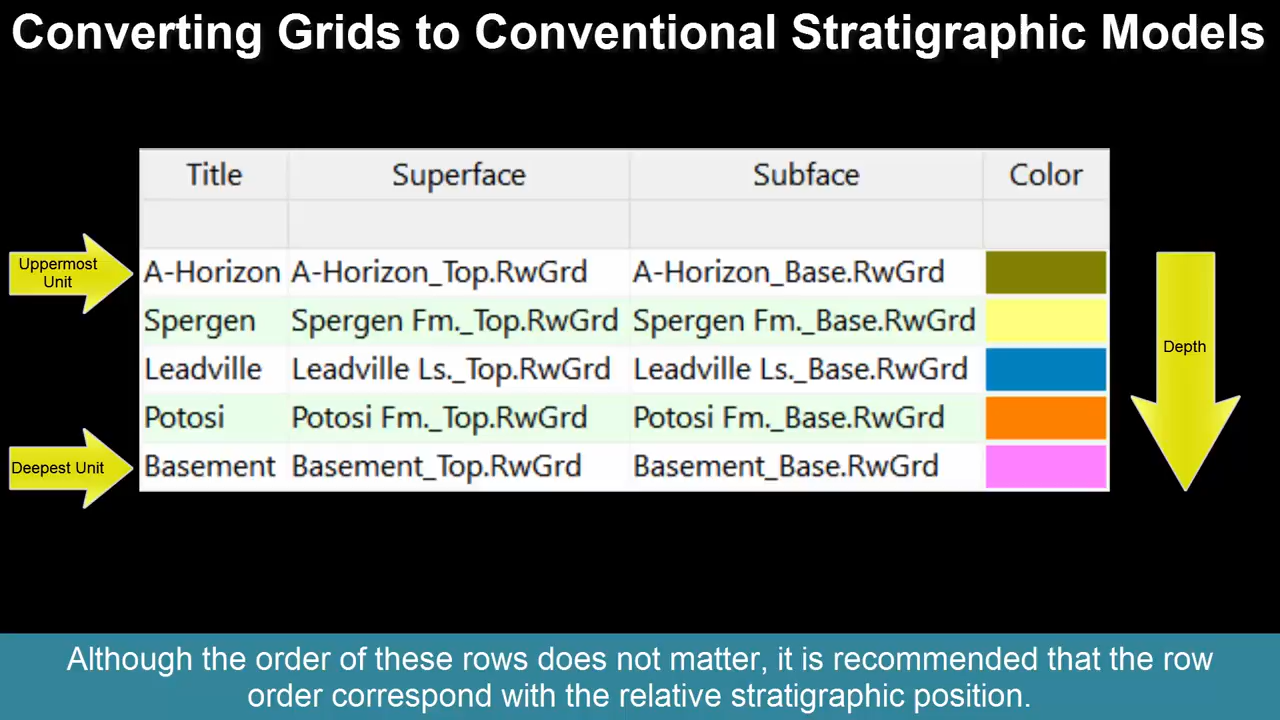 Converting Grids to Conventional Stratigraphic Models
Title Superface Subface Color
Uppermost
Unit
A-Horizon A-Horizon_Top.RwGrd A-Horizon_Base.RwGrd
Spergen Spergen Fm._Top.RwGrd Spergen Fm._Base.RwGrd
Depth
Leadville Leadville Ls._Top.RwGrd Leadville Ls._Base.RwGrd
Potosi Potosi Fm._Top.RwGrd Potosi Fm._Base.RwGrd
Deepest Unit
Basement Basement_Top.RwGrd Basement_Base.RwGrd
Although the order of these rows does not matter, it is recommended that the row
order correspond with the relative stratigraphic position.